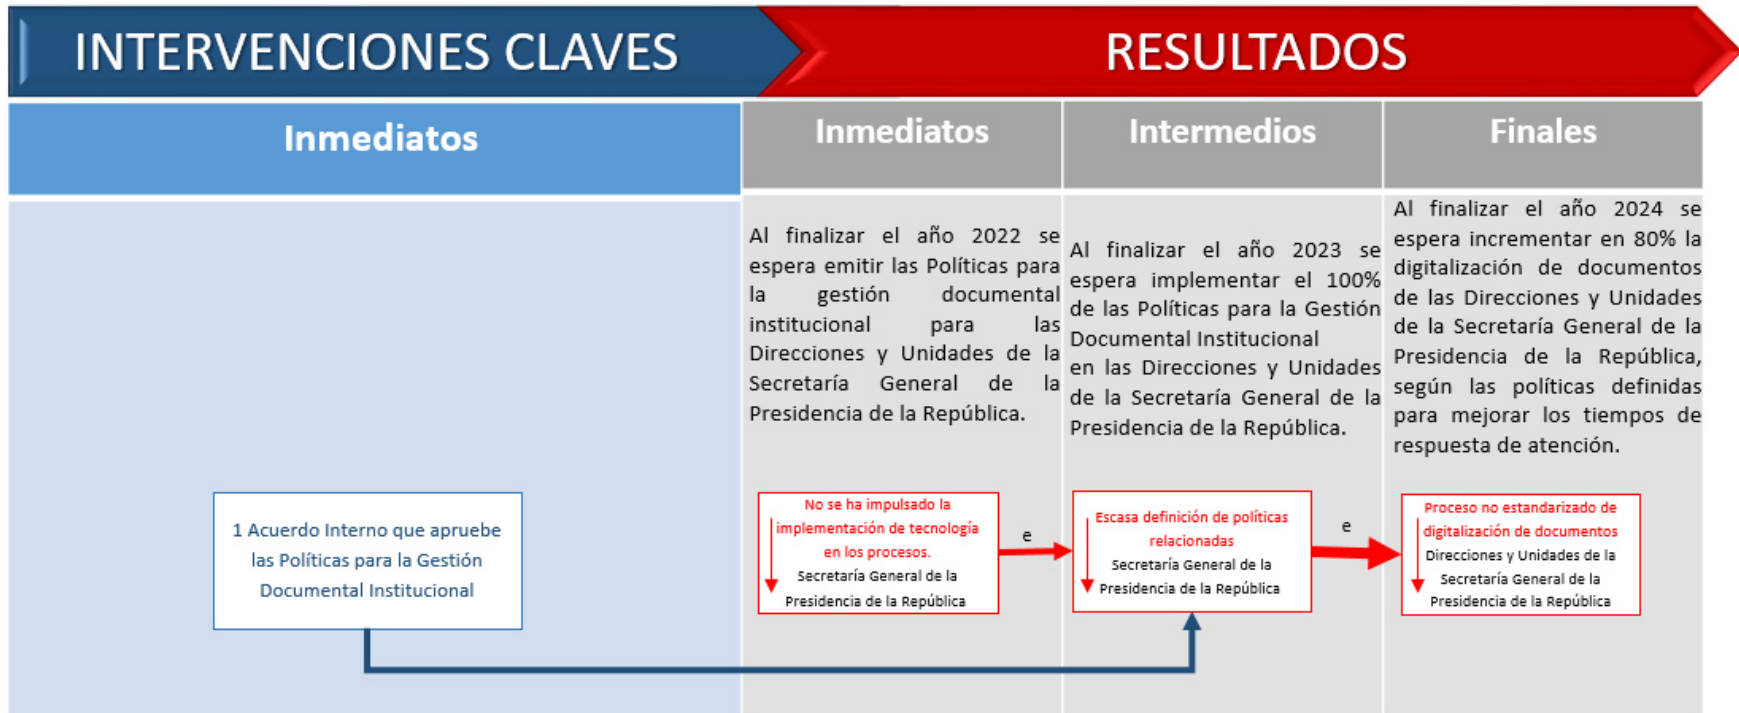 INTERVENCIONES CLAVES
RESULTADOS
Inmediatos
Inmediatos
Intermedios
Finales
Al finalizar el año 2022 se
espera emitir las Políticas para
la gestión documental
institucional para las
Direcciones y Unidades de la
Secretaría General de la
Presidencia de la República.
Al finalizar el año 2023 se
espera implementar el 100%
de las Políticas para la Gestión
Documental Institucional
en las Direcciones y Unidades
de la Secretaría General de la
Presidencia de la República.
Al finalizar el año 2024 se
espera incrementar en 80% la
digitalización de documentos
de las Direcciones y Unidades
de la Secretaría General de la
Presidencia de la República,
según las políticas definidas
para mejorar los tiempos de
respuesta de atención.
1 Acuerdo Interno que apruebe
las Políticas para la Gestión
Documental Institucional
No se ha impulsado la
implementación de tecnología
en los procesos.
Secretaría General de la
Presidencia de la República
e
Escasa definición de políticas
relacionadas
Secretaría General de la
Presidencia de la República
e
Proceso no estandarizado de
digitalización de documentos
Direcciones y Unidades de la
Secretaría General de la
Presidencia de la República